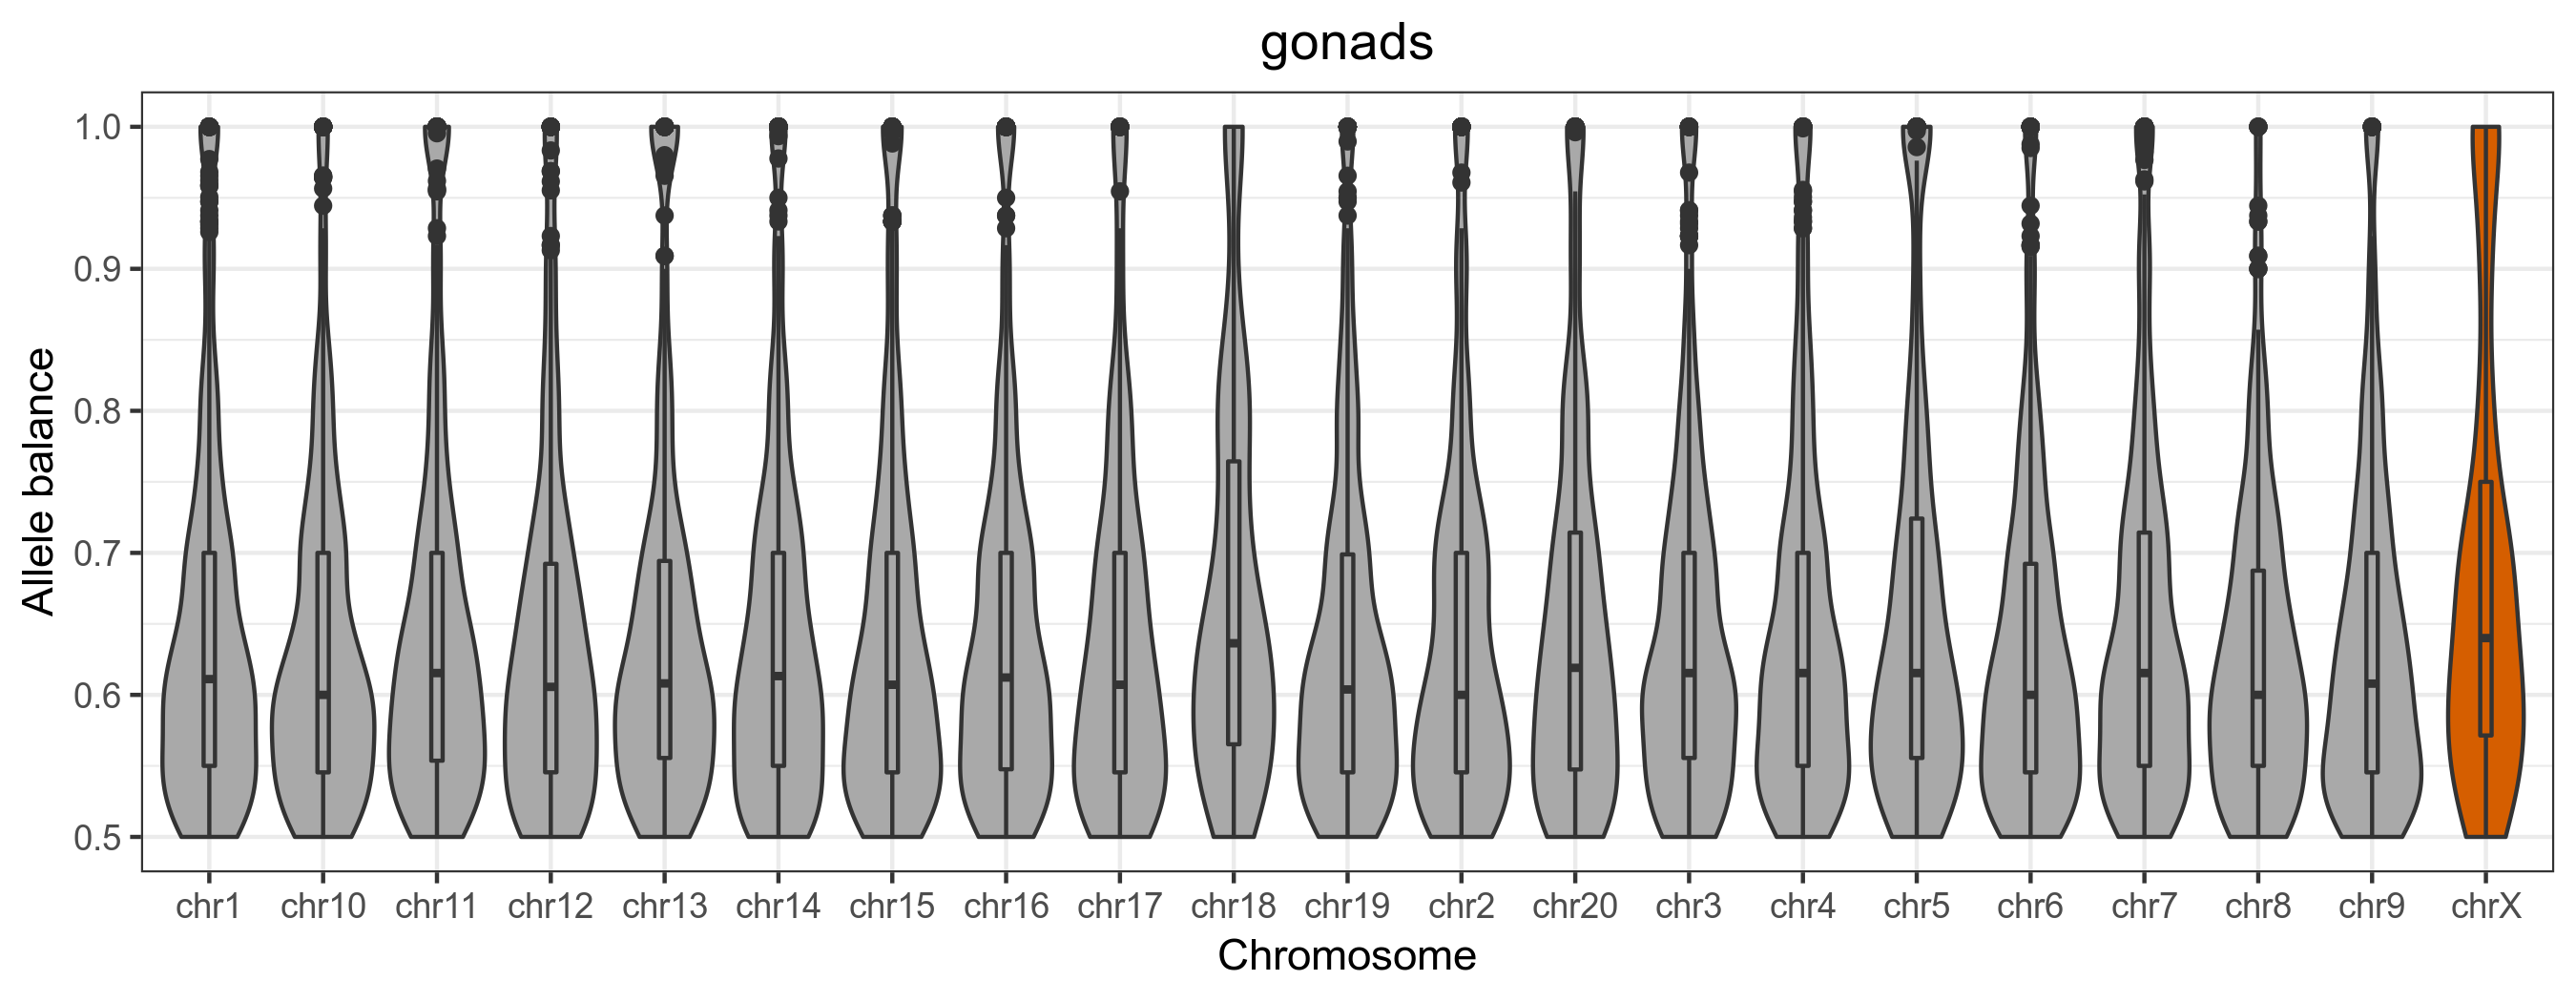 gonads
Allele balance
1.0
0.9
0.8
0.7
0.6
0.5
chr1 chr10 chr11 chr12 chr13 chr14 chr15 chr16 chr17 chr18 chr19 chr2 chr20 chr3 chr4 chr5 chr6 chr7 chr8 chr9 chrX
Chromosome